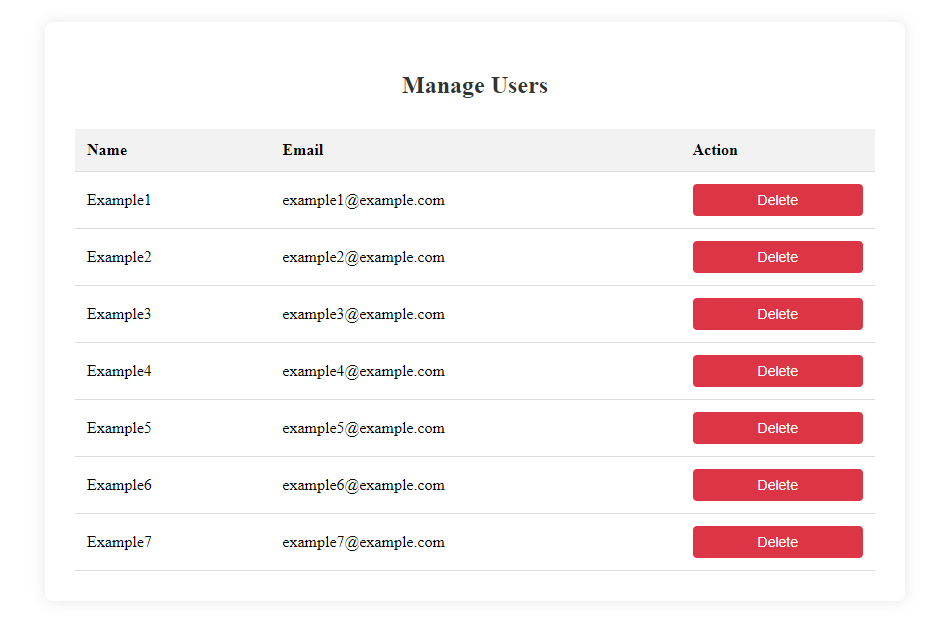 Manage Users
Name Email Action
Example1 example1@example.com Delete
Example2 example2@example.com Delete
Example3 example3@example.com Delete
Example4 example4@example.com Delete
Example5 example5@example.com Delete
Example6 example6@example.com Delete
Example7 example7@example.com Delete